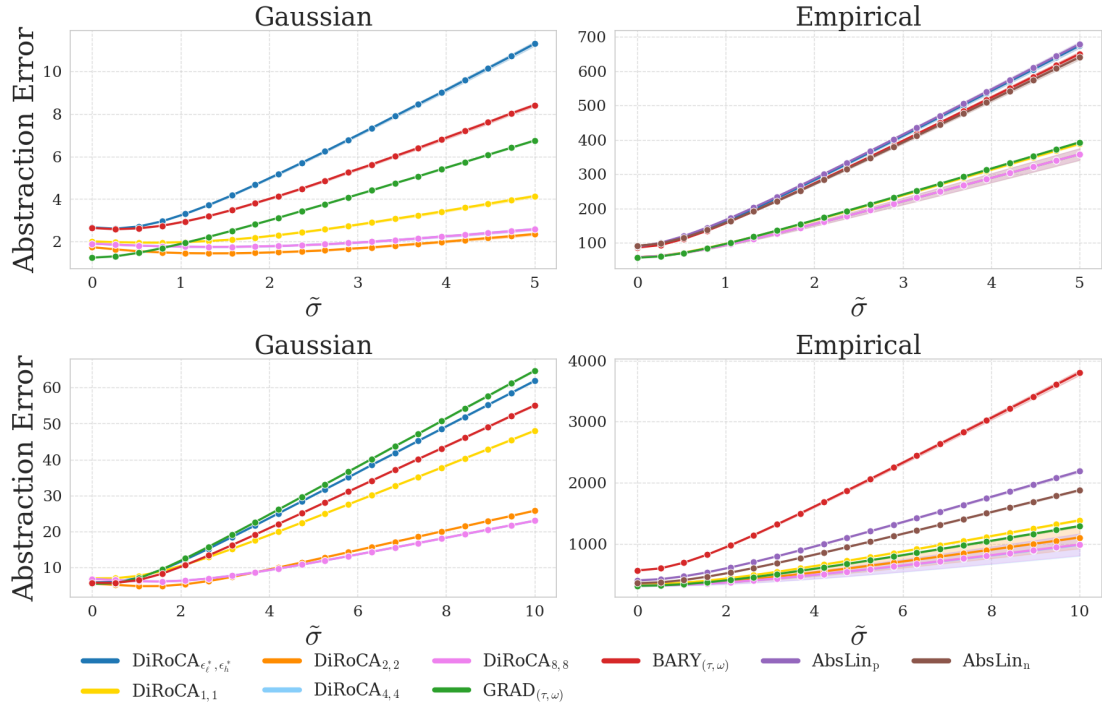 Gaussian Empirical
Abstraction Error
10
8
6
4
2
0 1 2 3 4 5
σ̃
700
600
500
400
300
200
100
0 1 2 3 4 5
σ̃
Gaussian Empirical
Abstraction Error
60
50
40
30
20
10
0 2 4 6 8 10
σ̃
4000
3000
2000
1000
0 2 4 6 8 10
σ̃
DiRoCA_{ϵ_ℓ^*, ϵ_h^*} DiRoCA_{2,2} DiRoCA_{8,8} BARY_{(τ, ω)} AbsLin_p AbsLin_n
DiRoCA_{1,1} DiRoCA_{4,4} GRAD_{(τ, ω)}